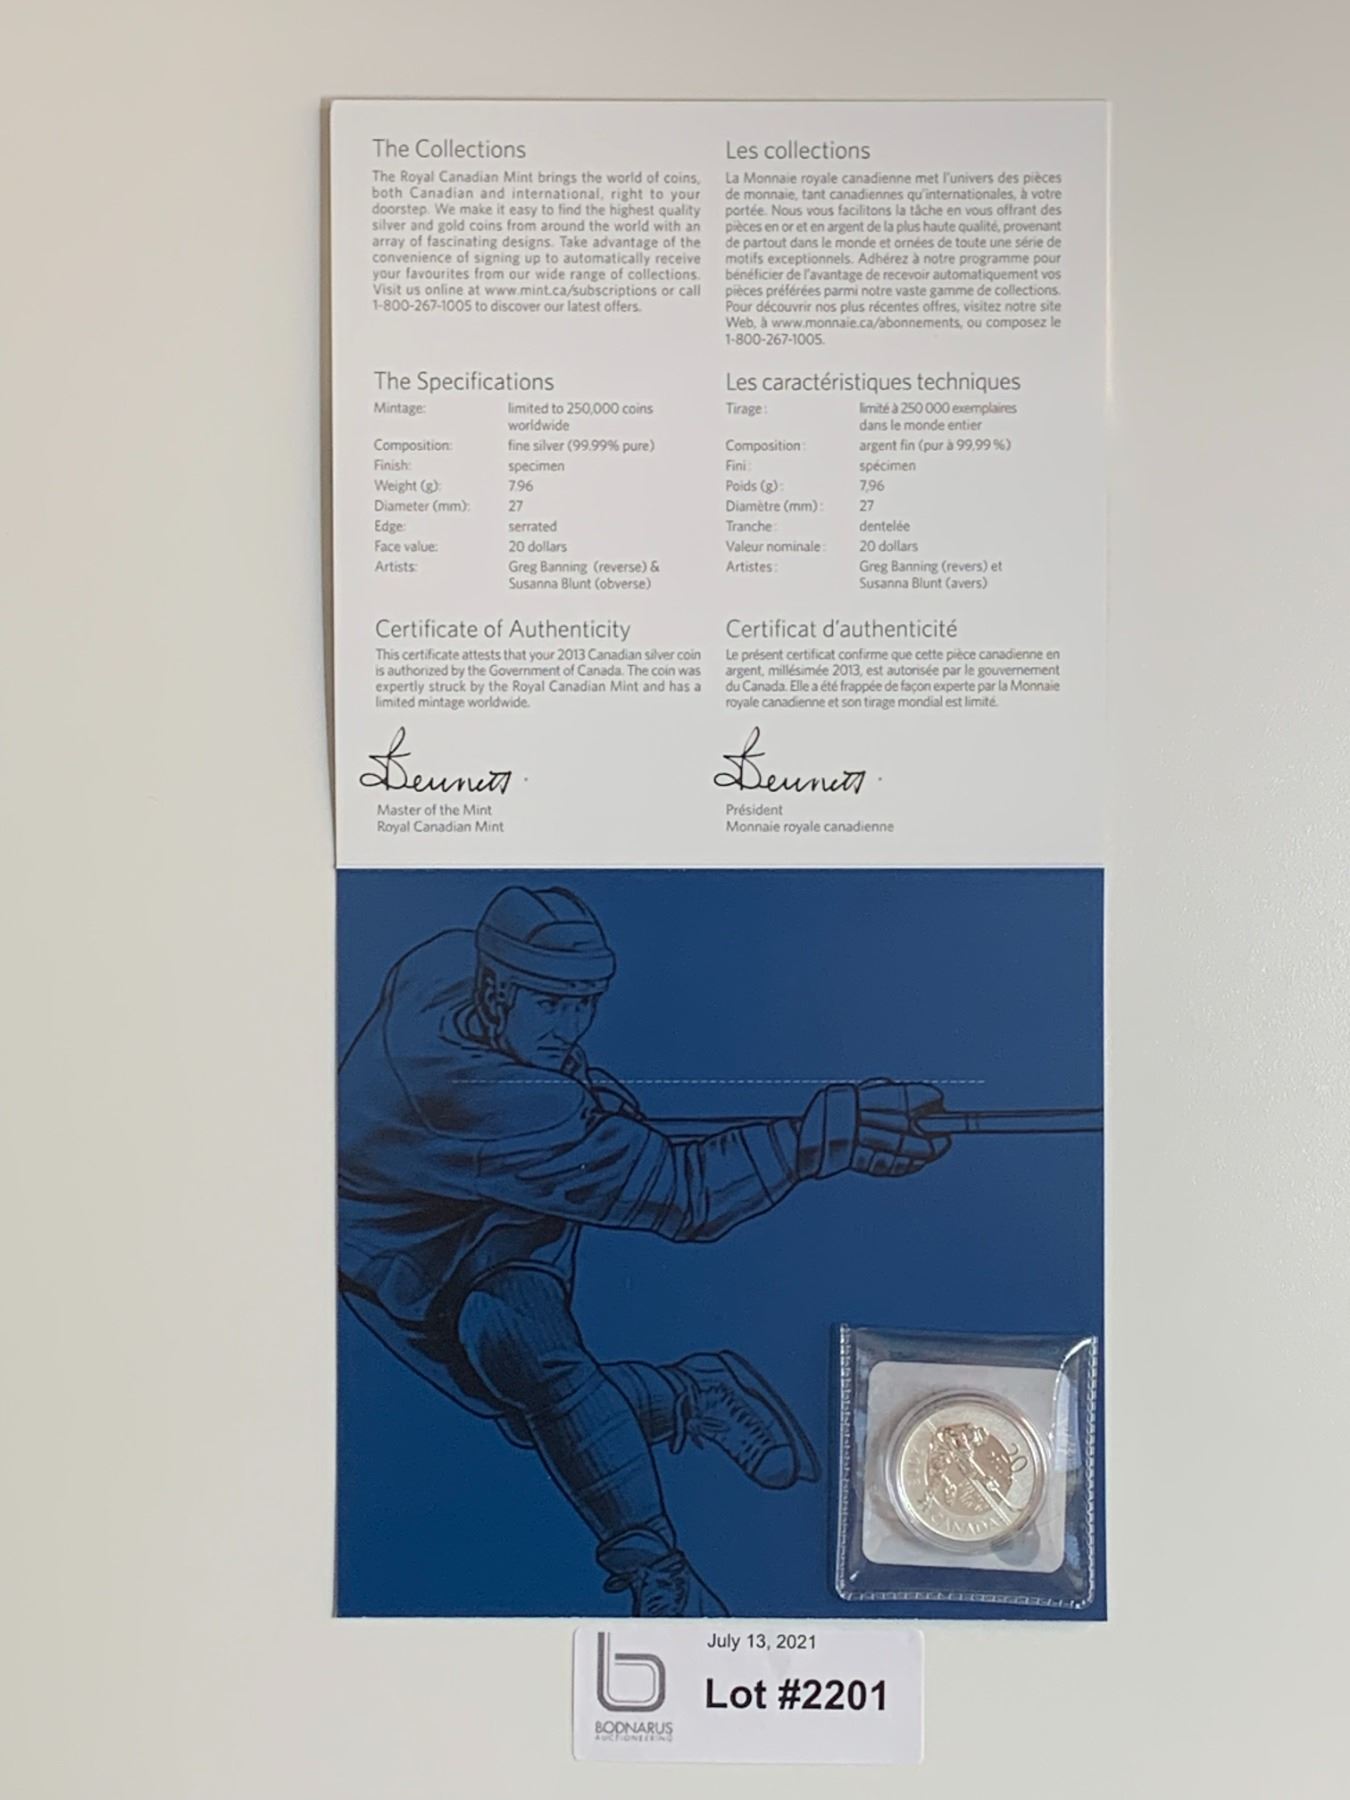 The Collections
The Royal Canadian Mint brings the world of coins,
both Canadian and international, right to your
doorstep. We make it easy to find the highest quality
silver and gold coins from around the world with an
array of fascinating designs. Take advantage of the
convenience of signing up to automatically receive
your favourites from our wide range of collections.
Visit us online at www.mint.ca/subscriptions or call
1-800-267-1005 to discover our latest offers.
Les collections
La Monnaie royale canadienne met l'univers des pièces
de monnaie, tant canadiennes qu'internationales, à votre
portée. Nous vous facilitons la tâche en vous offrant des
pièces en or et en argent de la plus haute qualité, provenant
de partout dans le monde et ornées de toute une série de
motifs exceptionnels. Adhérez à notre programme pour
bénéficier de l'avantage de recevoir automatiquement vos
pièces préférées parmi notre vaste gamme de collections.
Pour découvrir nos plus récentes offres, visitez notre site
Web, à www.monnaie.ca/abonnements, ou composez le
1-800-267-1005.
The Specifications
Mintage: limited to 250,000 coins
worldwide
Composition: fine silver (99.99% pure)
Finish: specimen
Weight (g): 7.96
Diameter (mm): 27
Edge: serrated
Face value: 20 dollars
Artists: Greg Banning (reverse) &
Susanna Blunt (obverse)
Les caractéristiques techniques
Tirage : limité à 250 000 exemplaires
dans le monde entier
Composition : argent fin (pur à 99,99 %)
Fini : spécimen
Poids (g) : 7,96
Diamètre (mm) : 27
Tranche : dentelée
Valeur nominale : 20 dollars
Artistes : Greg Banning (revers) et
Susanna Blunt (avers)
Certificate of Authenticity
This certificate attests that your 2013 Canadian silver coin
is authorized by the Government of Canada. The coin was
expertly struck by the Royal Canadian Mint and has a
limited mintage worldwide.
Bennett
Master of the Mint
Royal Canadian Mint
Certificat d'authenticité
Le présent certificat confirme que cette pièce canadienne en
argent, millésimée 2013, est autorisée par le gouvernement
du Canada. Elle a été frappée de façon experte par la Monnaie
royale canadienne et son tirage mondial est limité.
Bennett
Président
Monnaie royale canadienne
20
2013
CANADA
July 13, 2021
Lot #2201
BODNARUS
AUCTIONEERING